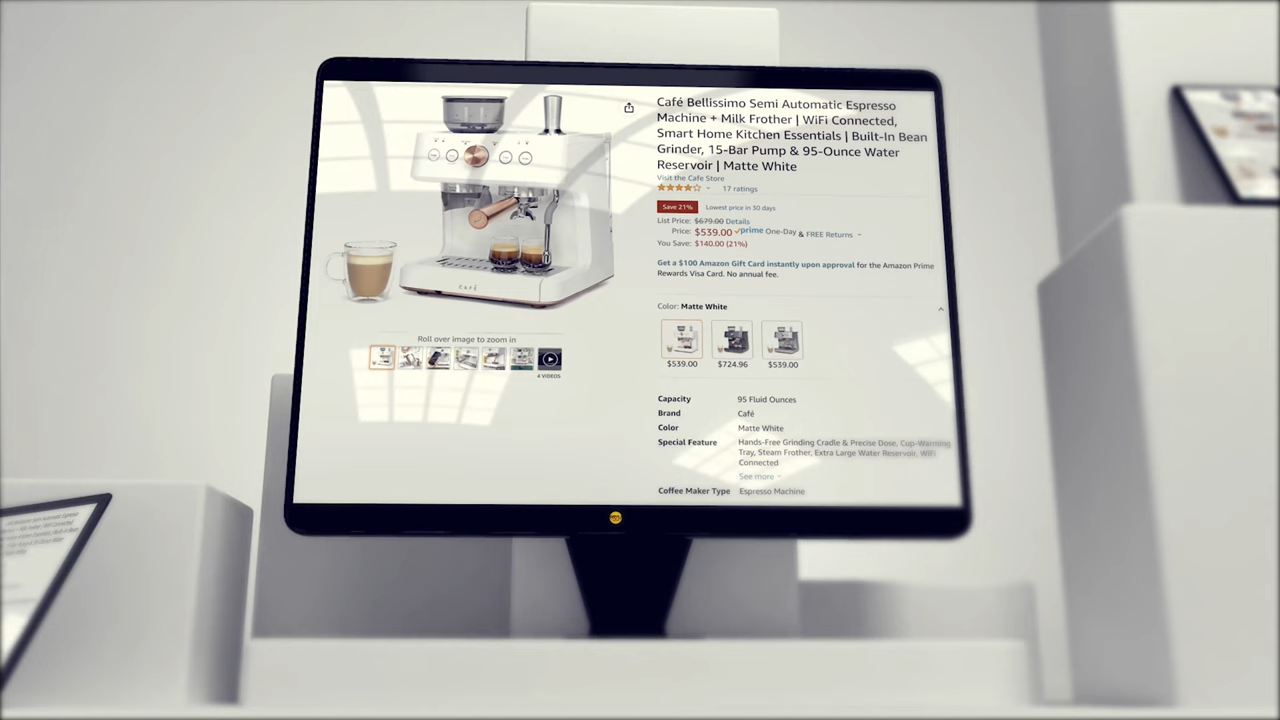 Café Bellissimo Semi Automatic Espresso
Machine + Milk Frother | WiFi Connected,
Smart Home Kitchen Essentials | Built-In Bean
Grinder, 15-Bar Pump & 95-Ounce Water
Reservoir | Matte White
Visit the Cafe Store
17 ratings
Save 21% Lowest price in 30 days
List Price: $679.00 Details
Price: $539.00 prime One-Day & FREE Returns
You Save: $140.00 (21%)
Get a $100 Amazon Gift Card instantly upon approval for the Amazon Prime
Rewards Visa Card. No annual fee.
Color: Matte White
$539.00 $724.96 $539.00
Capacity 95 Fluid Ounces
Brand Café
Color Matte White
Special Feature Hands-Free Grinding Cradle & Precise Dose, Cup-Warming
Tray, Steam Frother, Extra Large Water Reservoir, WiFi
Connected
See more
Coffee Maker Type Espresso Machine
café
Roll over image to zoom in
4 VIDEOS